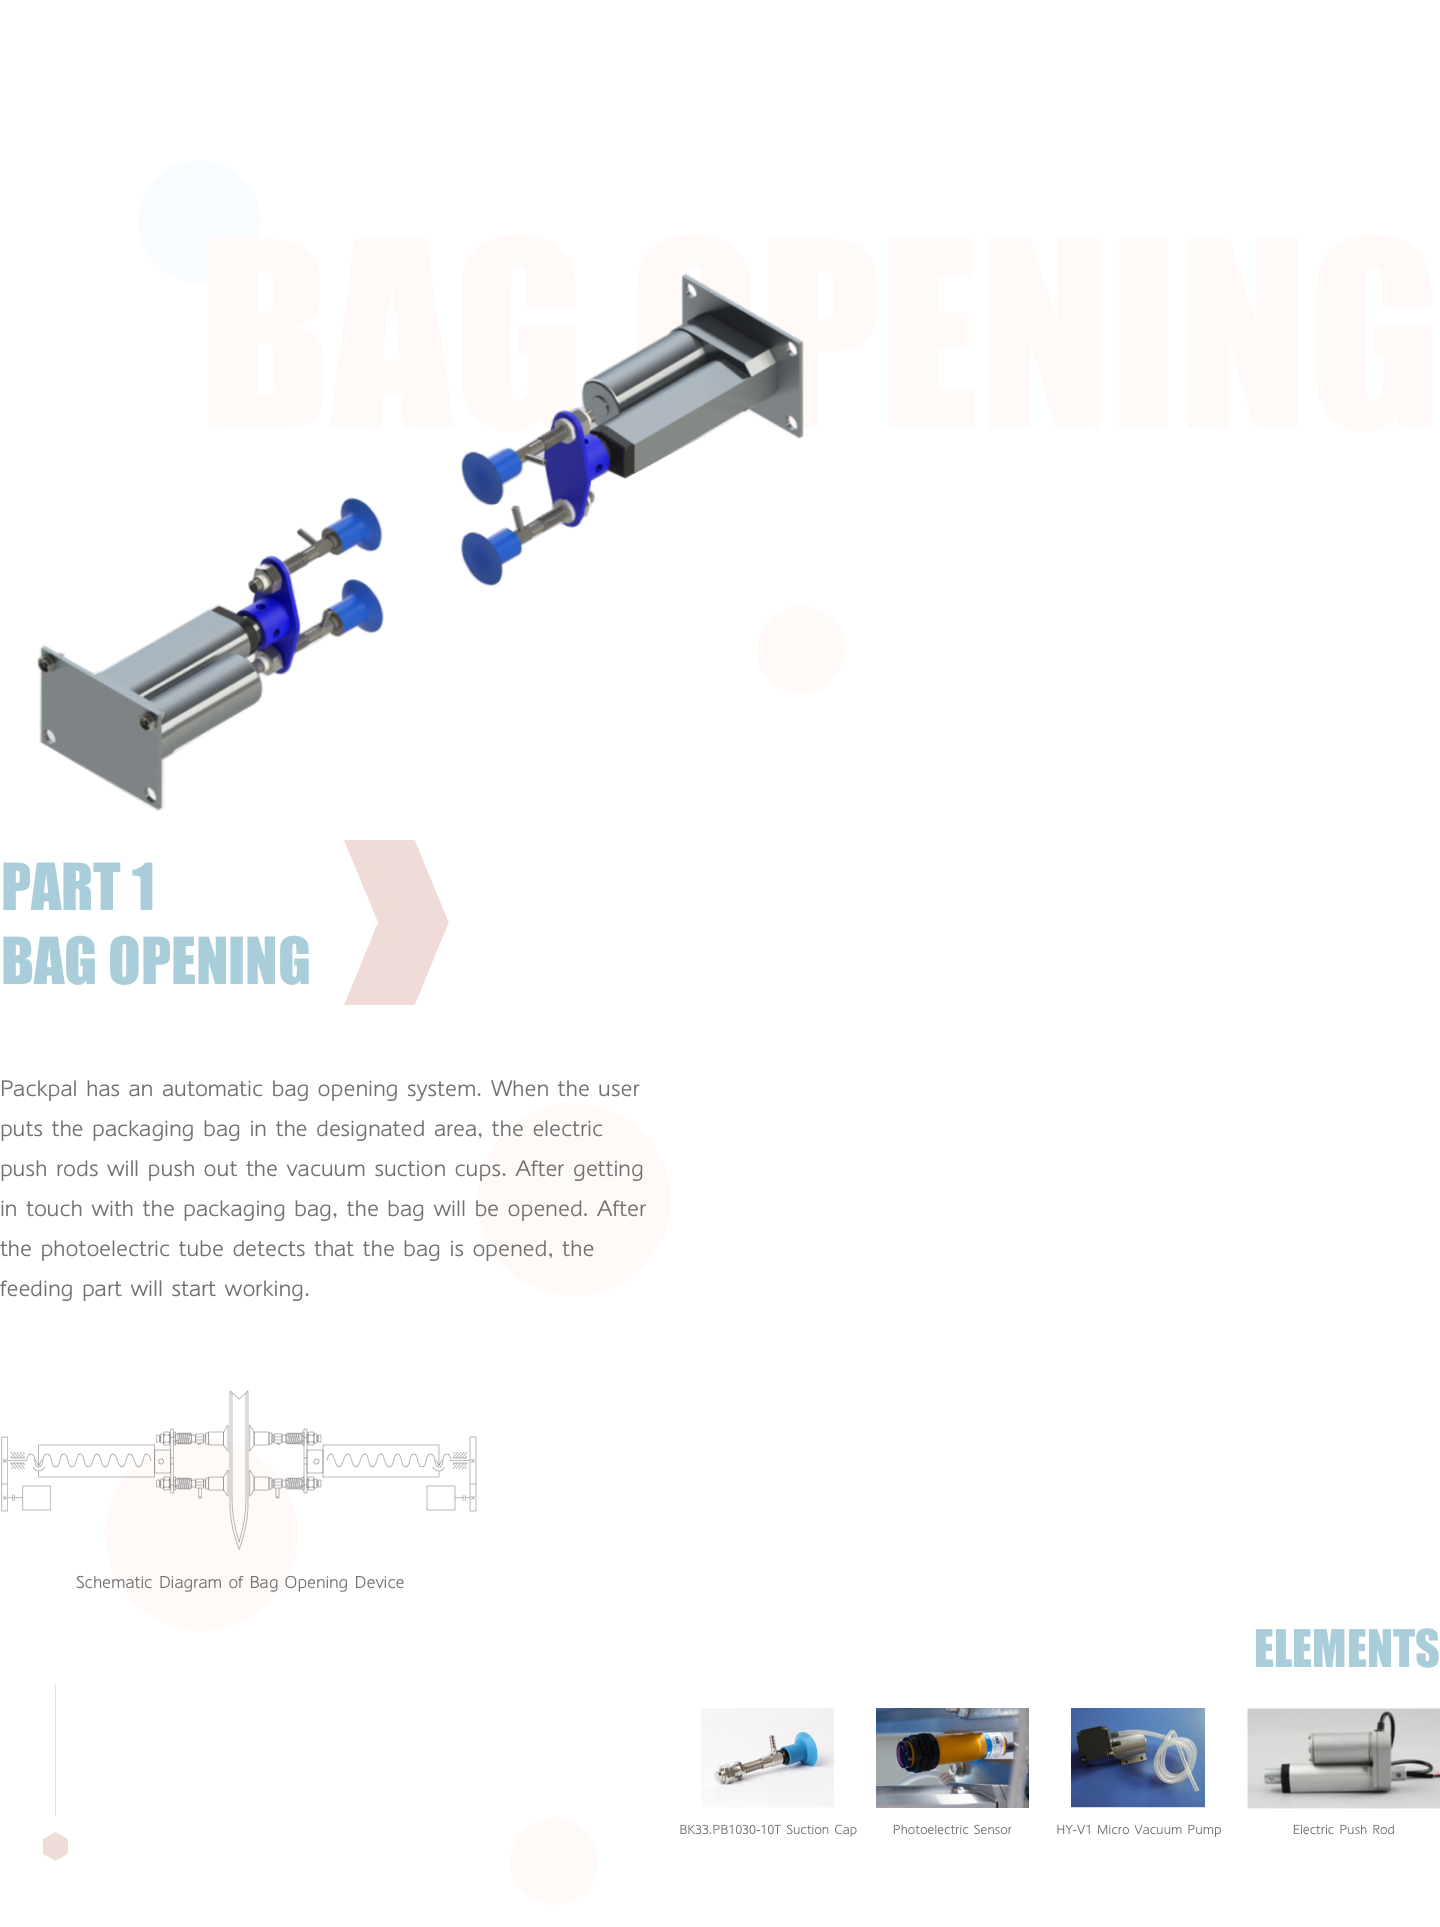 BAG OPENING
PART 1
BAG OPENING
Packpal has an automatic bag opening system. When the user
puts the packaging bag in the designated area, the electric
push rods will push out the vacuum suction cups. After getting
in touch with the packaging bag, the bag will be opened. After
the photoelectric tube detects that the bag is opened, the
feeding part will start working.
Schematic Diagram of Bag Opening Device
ELEMENTS
BK33.PB1030-10T Suction Cap
Photoelectric Sensor
HY-V1 Micro Vacuum Pump
Electric Push Rod